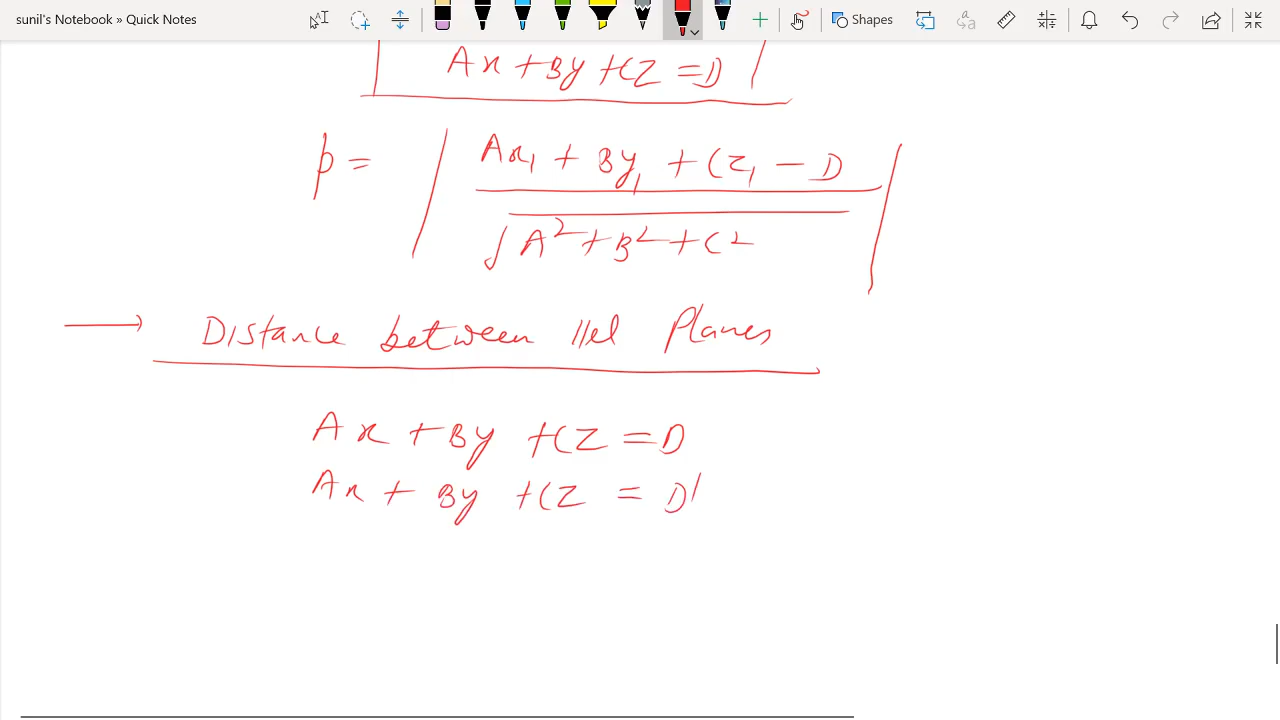 sunil's Notebook » Quick Notes
Shapes
Ax + By + Cz = D
p = | Ax₁ + By₁ + Cz₁ − D / √A² + B² + C² |
→ Distance between llel Planes
Ax + By + Cz = D
Ax + By + Cz = D'